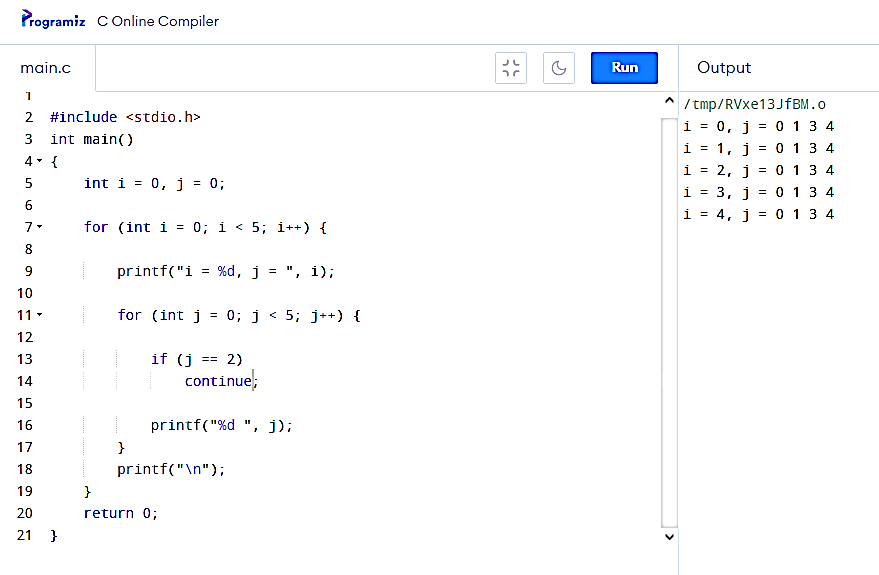 Programiz C Online Compiler
main.c
Run
Output
1
2 #include <stdio.h>
3 int main()
4 {
5 int i = 0, j = 0;
6
7 for (int i = 0; i < 5; i++) {
8
9 printf("i = %d, j = ", i);
10
11 for (int j = 0; j < 5; j++) {
12
13 if (j == 2)
14 continue;
15
16 printf("%d ", j);
17 }
18 printf("\n");
19 }
20 return 0;
21 }
/tmp/RVxe13JfBM.o
i = 0, j = 0 1 3 4
i = 1, j = 0 1 3 4
i = 2, j = 0 1 3 4
i = 3, j = 0 1 3 4
i = 4, j = 0 1 3 4